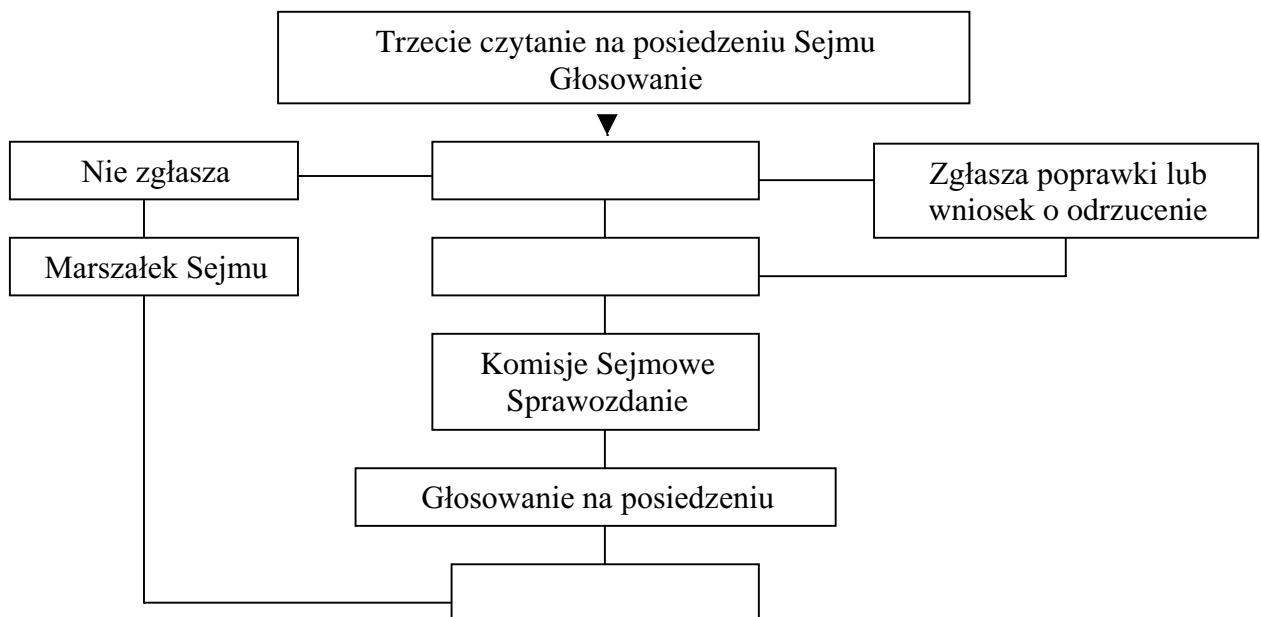 Trzecie czytanie na posiedzeniu Sejmu
Głosowanie
Nie zgłasza
Zgłasza poprawki lub
wniosek o odrzucenie
Marszałek Sejmu
Komisje Sejmowe
Sprawozdanie
Głosowanie na posiedzeniu